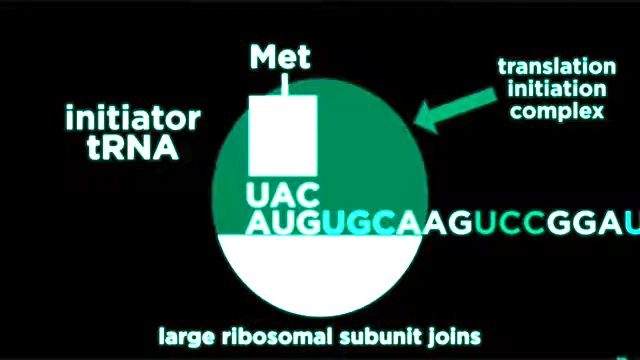 Met
translation
initiation
complex
initiator
tRNA
UAC
AUGUGCAAGUCCGGAU
large ribosomal subunit joins